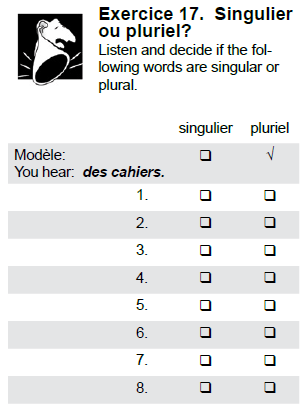 Exercice 17.  Singulier
ou pluriel?
Listen and decide if the fol-
lowing words are singular or
plural.
singulier pluriel
Modèle: ❑ √
You hear:  des cahiers.
1. ❑ ❑
2. ❑ ❑
3. ❑ ❑
4. ❑ ❑
5. ❑ ❑
6. ❑ ❑
7. ❑ ❑
8. ❑ ❑